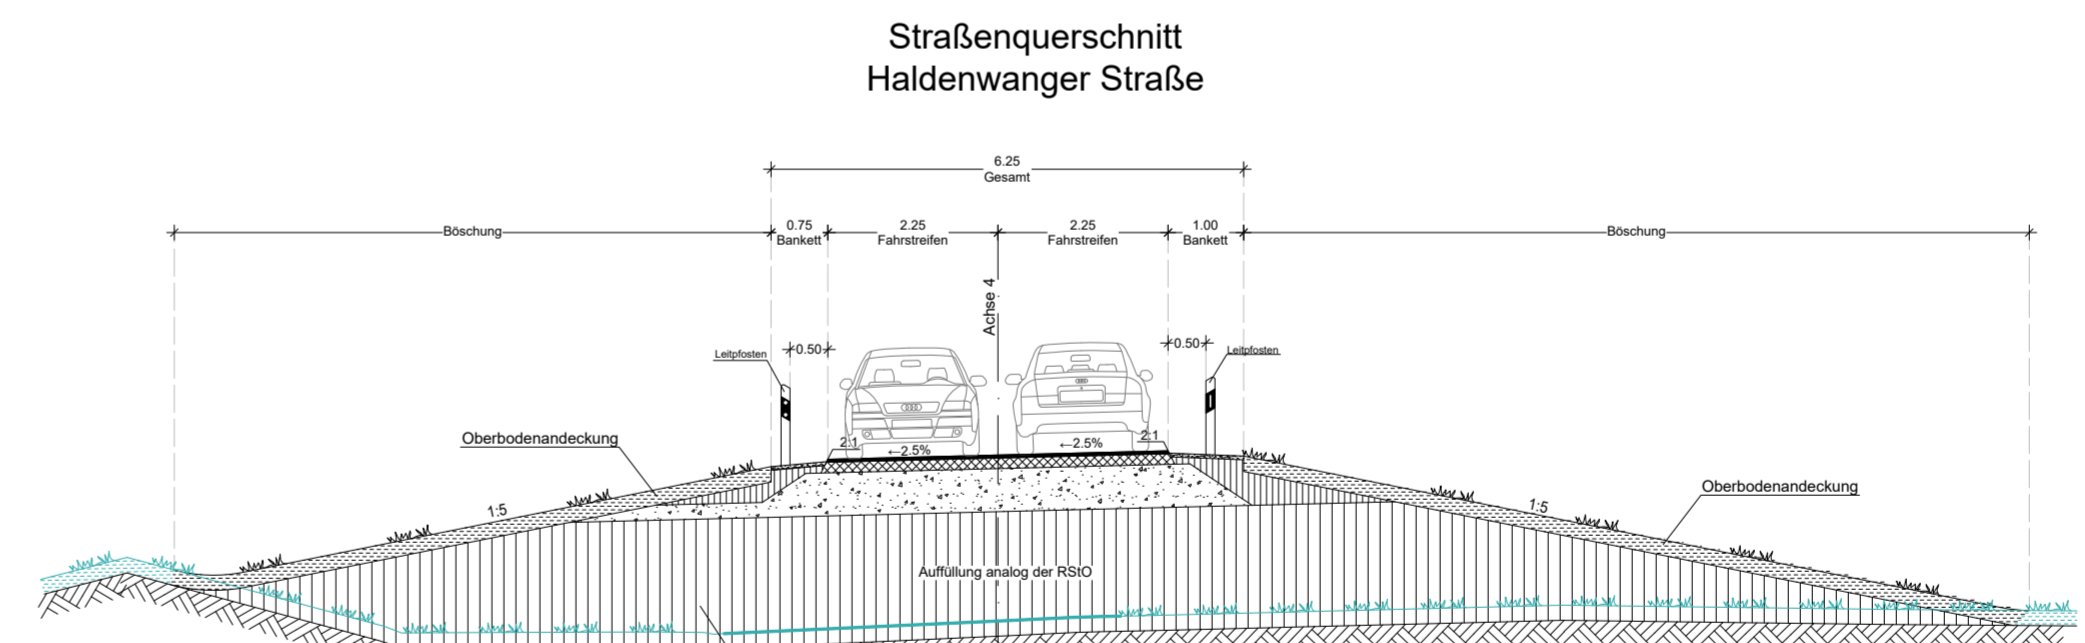 Straßenquerschnitt
Haldenwanger Straße
6.25
Gesamt
Böschung
0.75
Bankett
2.25
Fahrstreifen
2.25
Fahrstreifen
1.00
Bankett
Böschung
Achse 4
Leitpfosten
0.50
0.50
Leitpfosten
Oberbodenandeckung
2:1
←2.5%
←2.5%
2:1
Oberbodenandeckung
1:5
1:5
Auffüllung analog der RStO